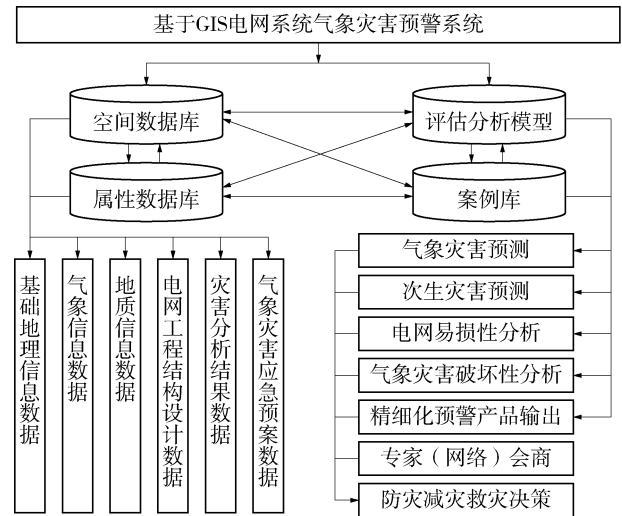 基于GIS电网系统气象灾害预警系统
空间数据库
评估分析模型
属性数据库
案例库
基础地理信息数据
气象信息数据
地质信息数据
电网工程结构设计数据
灾害分析结果数据
气象灾害应急预案数据
气象灾害预测
次生灾害预测
电网易损性分析
气象灾害破坏性分析
精细化预警产品输出
专家（网络）会商
防灾减灾救灾决策